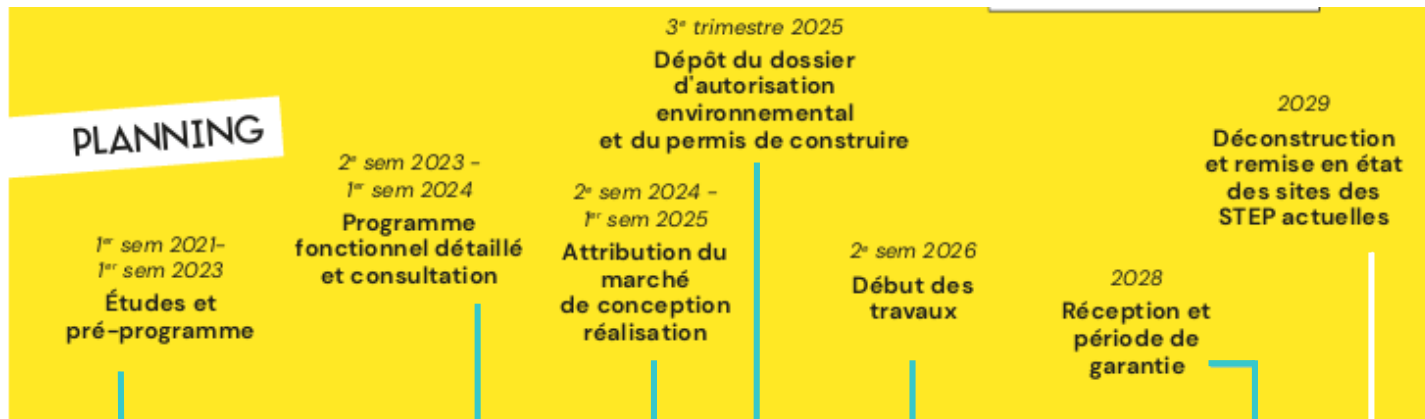 PLANNING
1er sem 2021-
1er sem 2023
Études et
pré-programme
2e sem 2023 -
1er sem 2024
Programme
fonctionnel détaillé
et consultation
2e sem 2024 -
1er sem 2025
Attribution du
marché
de conception
réalisation
3e trimestre 2025
Dépôt du dossier
d'autorisation
environnemental
et du permis de construire
2e sem 2026
Début des
travaux
2028
Réception et
période de
garantie
2029
Déconstruction
et remise en état
des sites des
STEP actuelles